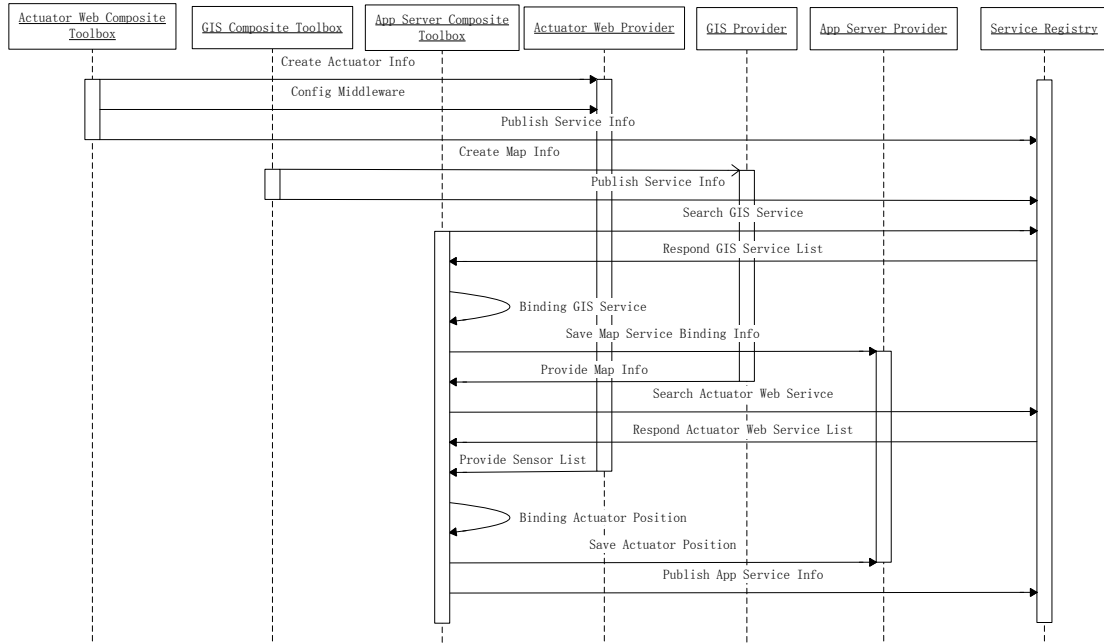 Actuator Web Composite
Toolbox
GIS Composite Toolbox
App Server Composite
Toolbox
Actuator Web Provider
GIS Provider
App Server Provider
Service Registry
Create Actuator Info
Config Middleware
Publish Service Info
Create Map Info
Publish Service Info
Search GIS Service
Respond GIS Service List
Binding GIS Service
Save Map Service Binding Info
Provide Map Info
Search Actuator Web Serivce
Respond Actuator Web Service List
Provide Sensor List
Binding Actuator Position
Save Actuator Position
Publish App Service Info